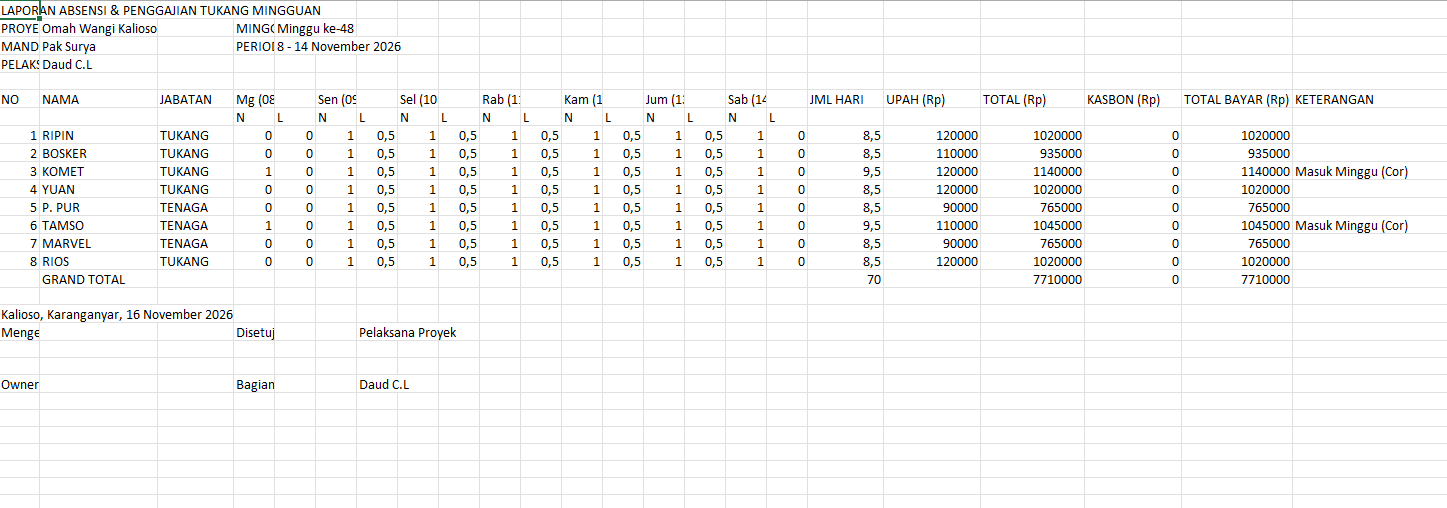 LAPORAN ABSENSI & PENGGAJIAN TUKANG MINGGUAN
PROYE Omah Wangi Kalioso MINGG Minggu ke-48
MAND Pak Surya PERIOI 8 - 14 November 2026
PELAKS Daud C.L
NO NAMA JABATAN Mg (08 Sen (09 Sel (10 Rab (11 Kam (1 Jum (13 Sab (14 JML HARI UPAH (Rp) TOTAL (Rp) KASBON (Rp) TOTAL BAYAR (Rp) KETERANGAN
N L N L N L N L N L N L N L
1 RIPIN TUKANG 0 0 1 0,5 1 0,5 1 0,5 1 0,5 1 0,5 1 0 8,5 120000 1020000 0 1020000
2 BOSKER TUKANG 0 0 1 0,5 1 0,5 1 0,5 1 0,5 1 0,5 1 0 8,5 110000 935000 0 935000
3 KOMET TUKANG 1 0 1 0,5 1 0,5 1 0,5 1 0,5 1 0,5 1 0 9,5 120000 1140000 0 1140000 Masuk Minggu (Cor)
4 YUAN TUKANG 0 0 1 0,5 1 0,5 1 0,5 1 0,5 1 0,5 1 0 8,5 120000 1020000 0 1020000
5 P. PUR TENAGA 0 0 1 0,5 1 0,5 1 0,5 1 0,5 1 0,5 1 0 8,5 90000 765000 0 765000
6 TAMSO TENAGA 1 0 1 0,5 1 0,5 1 0,5 1 0,5 1 0,5 1 0 9,5 110000 1045000 0 1045000 Masuk Minggu (Cor)
7 MARVEL TENAGA 0 0 1 0,5 1 0,5 1 0,5 1 0,5 1 0,5 1 0 8,5 90000 765000 0 765000
8 RIOS TUKANG 0 0 1 0,5 1 0,5 1 0,5 1 0,5 1 0,5 1 0 8,5 120000 1020000 0 1020000
GRAND TOTAL 70 7710000 0 7710000
Kalioso, Karanganyar, 16 November 2026
Menge Disetuj Pelaksana Proyek
Owner Bagian Daud C.L